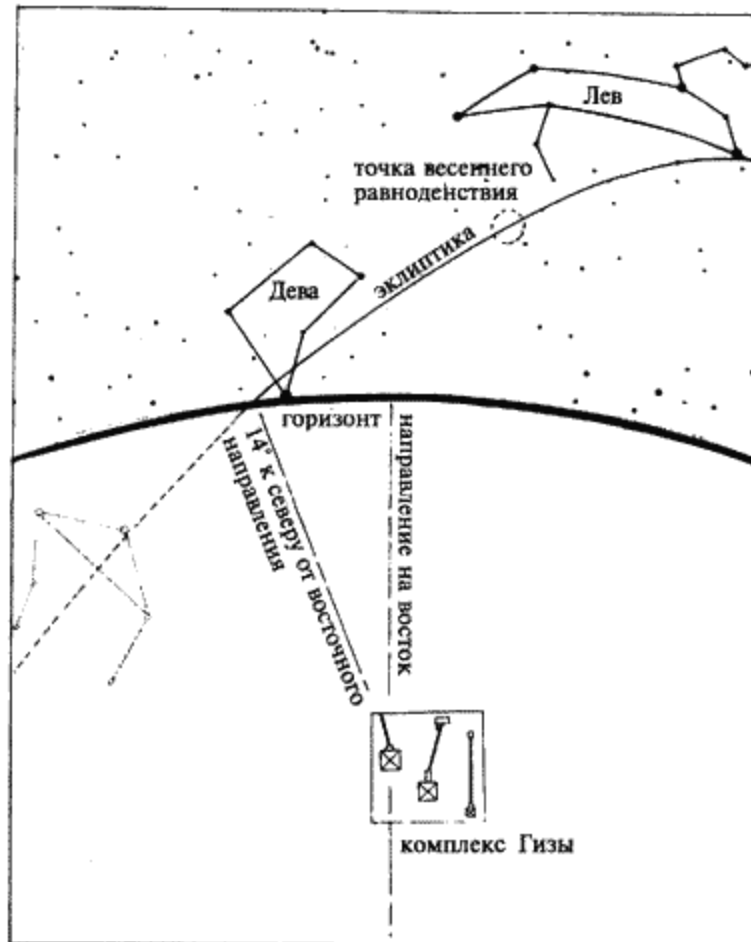 Лев
точка весеннего
равноденствия
эклиптика
Дева
горизонт
14° к северу от восточного
направления
направление на восток
комплекс Гизы